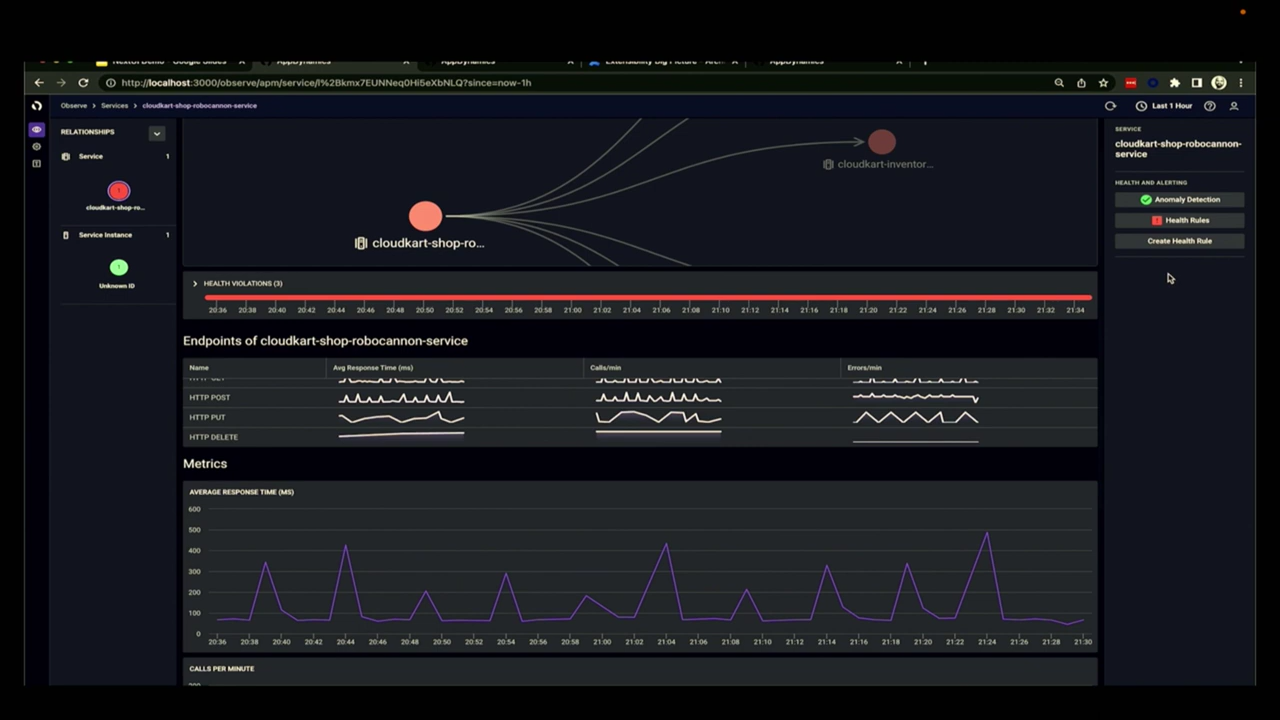 NextUI Demo - Google Slides
AppDynamics
AppDynamics
Extensibility Big Picture - Arch
AppDynamics
http://localhost:3000/observe/apm/service/l%2Bkmx7EUNNeq0Hi5eXbNLQ?since=now-1h
Observe > Services > cloudkart-shop-robocannon-service
Last 1 Hour
RELATIONSHIPS
Service 1
cloudkart-shop-ro...
Service Instance 1
Unknown ID
cloudkart-inventor...
cloudkart-shop-ro...
HEALTH VIOLATIONS (3)
20:36 20:38 20:40 20:42 20:44 20:46 20:48 20:50 20:52 20:54 20:56 20:58 21:00 21:02 21:04 21:06 21:08 21:10 21:12 21:14 21:16 21:18 21:20 21:22 21:24 21:26 21:28 21:30 21:32 21:34
Endpoints of cloudkart-shop-robocannon-service
Name Avg Response Time (ms) Calls/min Errors/min
HTTP GET
HTTP POST
HTTP PUT
HTTP DELETE
Metrics
AVERAGE RESPONSE TIME (MS)
600
500
400
300
200
100
0
20:36 20:38 20:40 20:42 20:44 20:46 20:48 20:50 20:52 20:54 20:56 20:58 21:00 21:02 21:04 21:06 21:08 21:10 21:12 21:14 21:16 21:18 21:20 21:22 21:24 21:26 21:28 21:30
CALLS PER MINUTE
200
SERVICE
cloudkart-shop-robocannon-
service
HEALTH AND ALERTING
Anomaly Detection
Health Rules
Create Health Rule